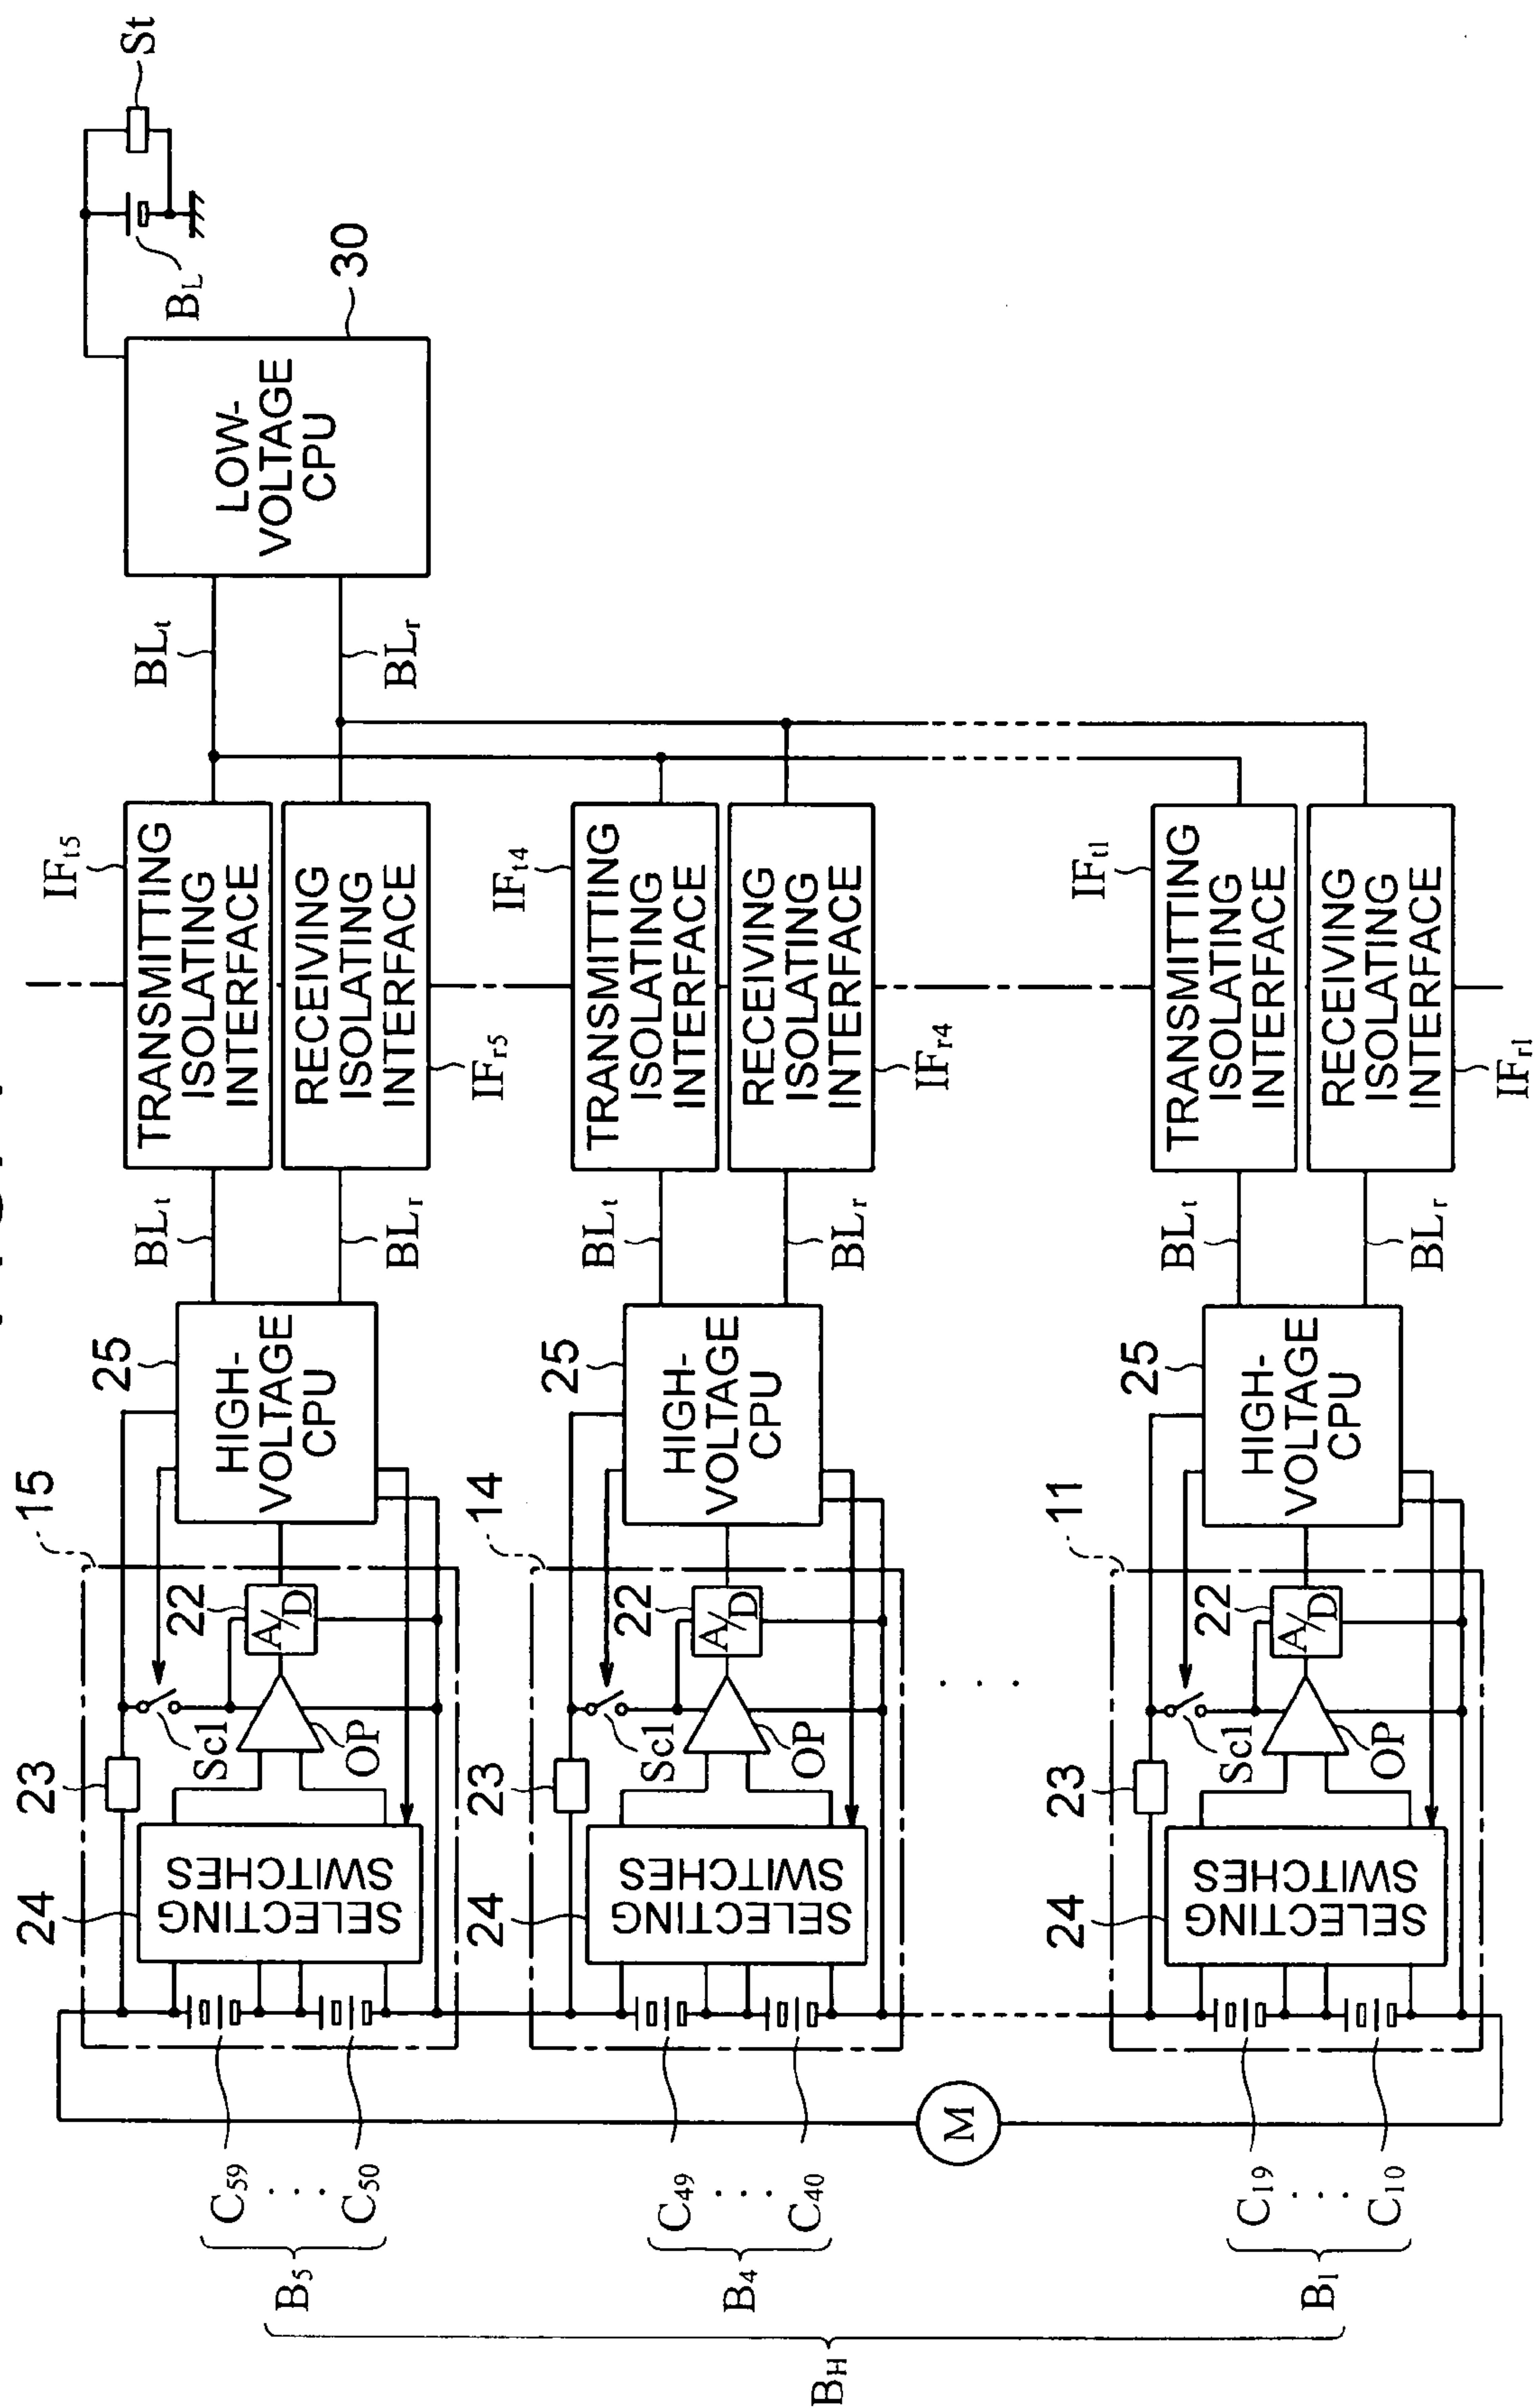 St
BL
30
LOW-
VOLTAGE
CPU
BLt
BLr
IFt5
TRANSMITTING
ISOLATING
INTERFACE
RECEIVING
ISOLATING
INTERFACE
IFr5
IFt4
TRANSMITTING
ISOLATING
INTERFACE
RECEIVING
ISOLATING
INTERFACE
IFr4
IFt1
TRANSMITTING
ISOLATING
INTERFACE
RECEIVING
ISOLATING
INTERFACE
IFr1
BLt
BLr
BLt
BLr
BLt
BLr
25
HIGH-
VOLTAGE
CPU
25
HIGH-
VOLTAGE
CPU
25
HIGH-
VOLTAGE
CPU
15
22
A/D
Sc1
OP
23
24
SELECTING
SWITCHES
14
22
A/D
Sc1
OP
23
24
SELECTING
SWITCHES
. . .
11
22
A/D
Sc1
OP
23
24
SELECTING
SWITCHES
M
C59
. . .
C50
B5
C49
. . .
C40
B4
C19
. . .
C10
B1
BH